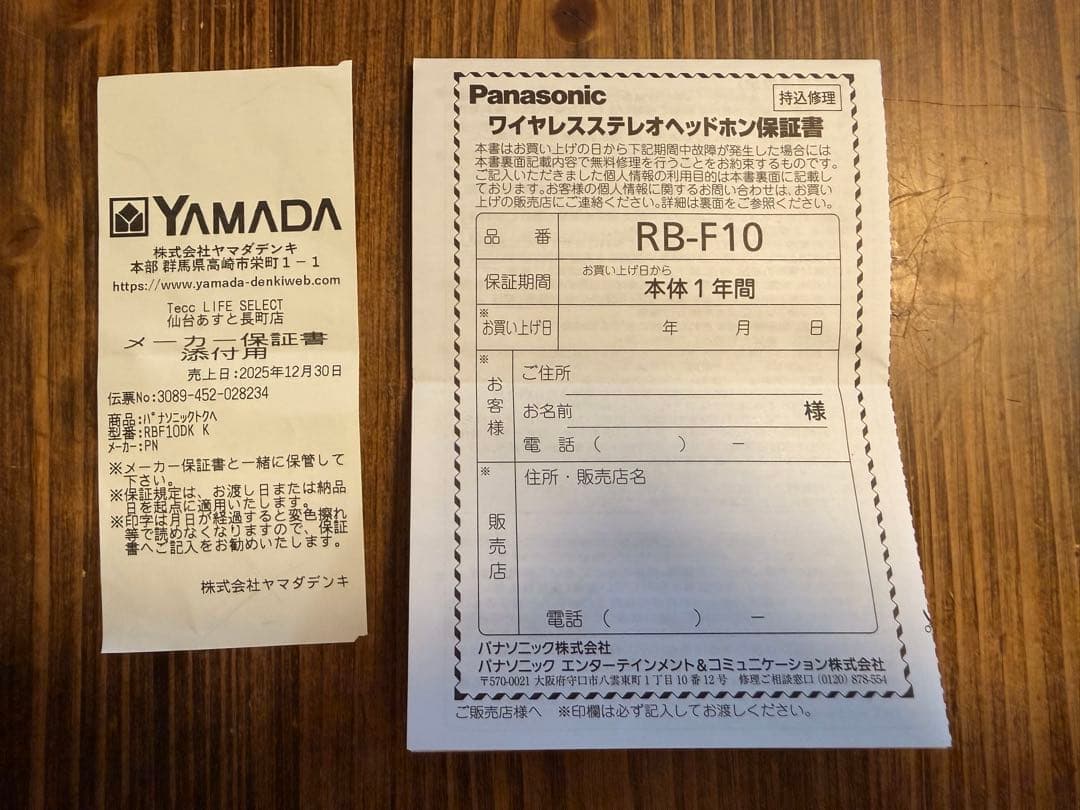 YAMADA
株式会社ヤマダデンキ
本部 群馬県高崎市栄町1-1
https://www.yamada-denkiweb.com
Tecc LIFE SELECT
仙台あすと長町店
メーカー保証書
添付用
売上日:2025年12月30日
伝票No:3089-452-028234
商品:パナソニックトクヘ
型番:RBF10DK K
メーカー:PN
※メーカー保証書と一緒に保管して
下さい。
※保証規定は、お渡し日または納品
日を起点に適用いたします。
※印字は月日が経過すると変色擦れ
等で読めなくなりますので、保証
書へご記入をお勧めいたします。
株式会社ヤマダデンキ
Panasonic
持込修理
ワイヤレスステレオヘッドホン保証書
本書はお買い上げの日から下記期間中故障が発生した場合には
本書裏面記載内容で無料修理を行うことをお約束するものです。
ご記入いただきました個人情報の利用目的は本書裏面に記載し
ております。お客様の個人情報に関するお問い合わせは、お買い
上げの販売店にご連絡ください。詳細は裏面をご参照ください。
品番 RB-F10
保証期間 お買い上げ日から
本体1年間
※お買い上げ日 年 月 日
※お客様
ご住所
お名前 様
電話 ( ) −
※販売店
住所・販売店名
電話 ( ) −
パナソニック株式会社
パナソニック エンターテインメント&コミュニケーション株式会社
〒570-0021 大阪府守口市八雲東町1丁目10番12号 修理ご相談窓口 (0120) 878-554
ご販売店様へ ※印欄は必ず記入してお渡しください。